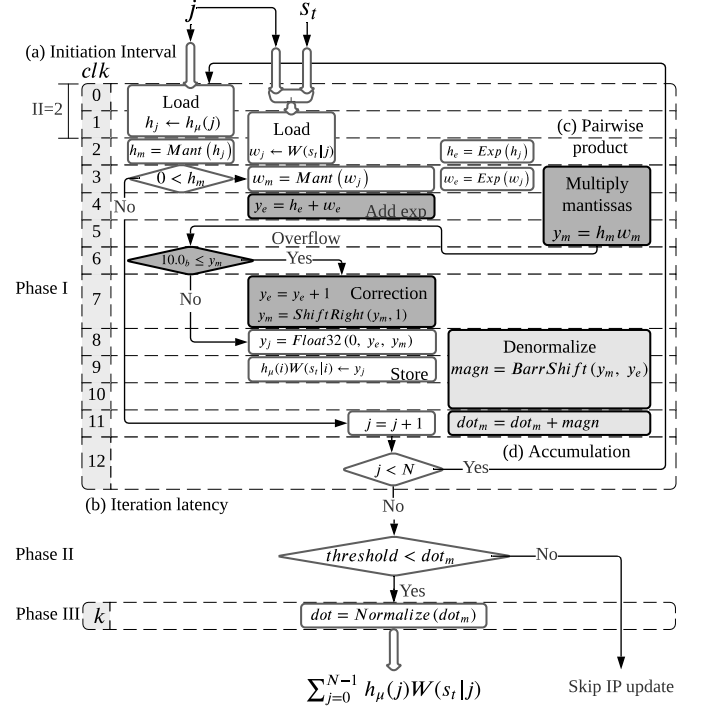 j
s_t
(a) Initiation Interval
clk
II=2
0
Load
h_j ← h_μ(j)
1
Load
w_j ← W(s_t|j)
(c) Pairwise
product
2
h_m = Mant(h_j)
h_e = Exp(h_j)
3
0 < h_m
w_m = Mant(w_j)
w_e = Exp(w_j)
Multiply
mantissas
y_m = h_m w_m
No
4
y_e = h_e + w_e
Add exp
5
Overflow
6
10.0_b ≤ y_m
Yes
Phase I
No
7
y_e = y_e + 1 Correction
y_m = ShiftRight(y_m, 1)
8
y_j = Float32(0, y_e, y_m)
Denormalize
magn = BarrShift(y_m, y_e)
9
h_μ(i)W(s_t|i) ← y_j
Store
10
11
j = j + 1
dot_m = dot_m + magn
(d) Accumulation
12
j < N
Yes
(b) Iteration latency
No
Phase II
threshold < dot_m
No
Yes
Phase III
k
dot = Normalize(dot_m)
∑_{j=0}^{N−1} h_μ(j)W(s_t|j)
Skip IP update